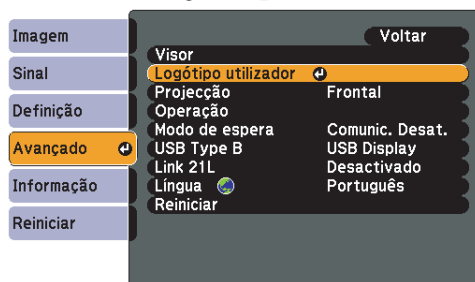 Imagem
Sinal
Definição
Avançado
Informação
Reiniciar
Voltar
Visor
Logótipo utilizador
Projecção Frontal
Operação
Modo de espera Comunic. Desat.
USB Type B USB Display
Link 21L Desactivado
Língua Português
Reiniciar